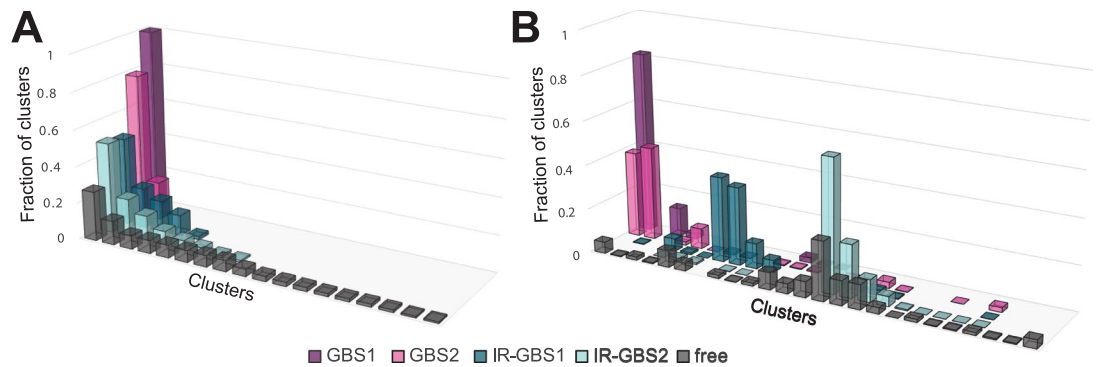 A
Fraction of clusters
1
0.8
0.6
0.4
0.2
0
Clusters
B
Fraction of clusters
1
0.8
0.6
0.4
0.2
0
Clusters
GBS1 GBS2 IR-GBS1 IR-GBS2 free